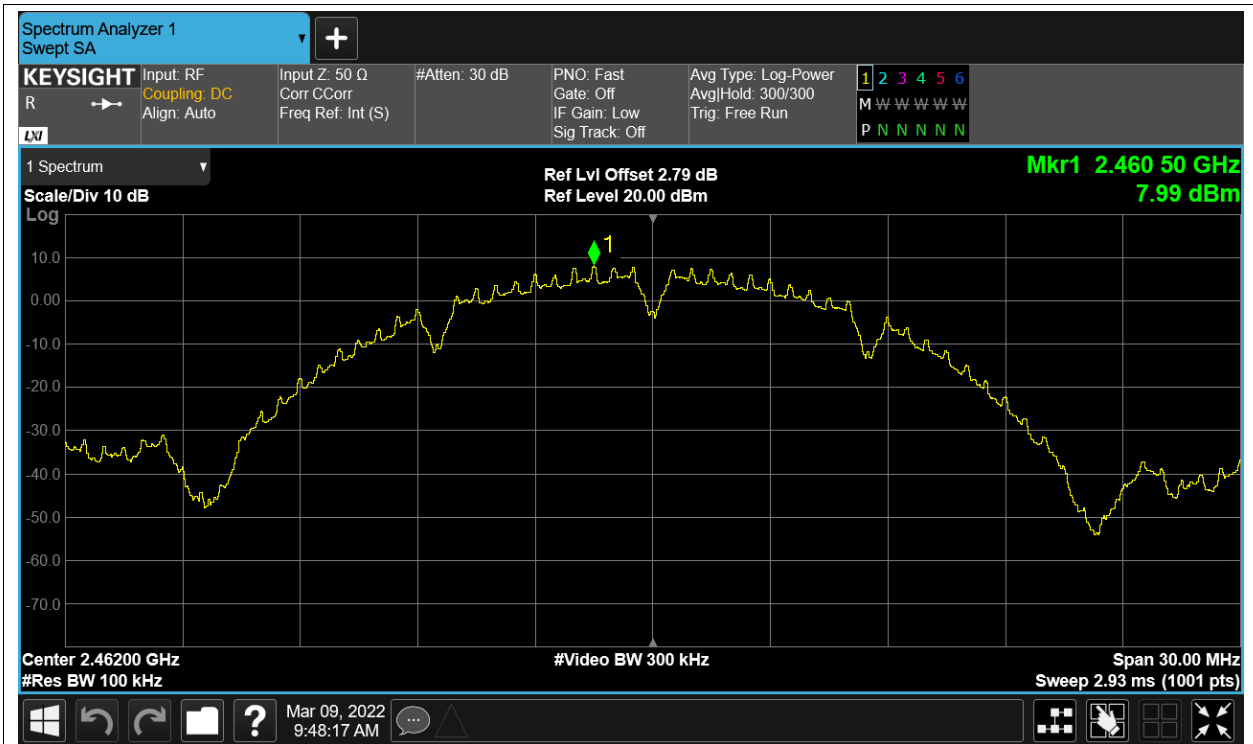 Spectrum Analyzer 1
Swept SA
KEYSIGHT
R
LXI
Input: RF
Coupling: DC
Align: Auto
Input Z: 50 Ω
Corr CCorr
Freq Ref: Int (S)
#Atten: 30 dB
PNO: Fast
Gate: Off
IF Gain: Low
Sig Track: Off
Avg Type: Log-Power
Avg|Hold: 300/300
Trig: Free Run
1 2 3 4 5 6
M W W W W W
P N N N N N
1 Spectrum
Scale/Div 10 dB
Log
Ref Lvl Offset 2.79 dB
Ref Level 20.00 dBm
Mkr1 2.460 50 GHz
7.99 dBm
1
10.0
0.00
-10.0
-20.0
-30.0
-40.0
-50.0
-60.0
-70.0
Center 2.46200 GHz
#Res BW 100 kHz
#Video BW 300 kHz
Span 30.00 MHz
Sweep 2.93 ms (1001 pts)
?
Mar 09, 2022
9:48:17 AM